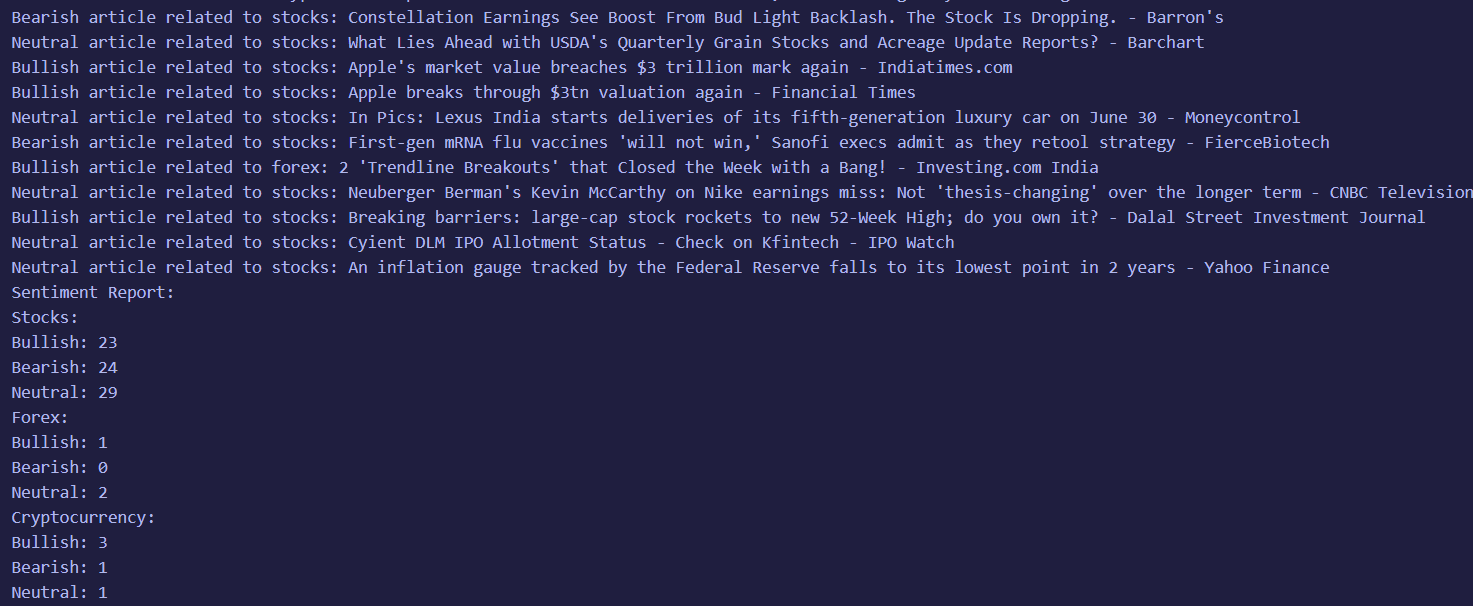 Bearish article related to stocks: Constellation Earnings See Boost From Bud Light Backlash. The Stock Is Dropping. - Barron's
Neutral article related to stocks: What Lies Ahead with USDA's Quarterly Grain Stocks and Acreage Update Reports? - Barchart
Bullish article related to stocks: Apple's market value breaches $3 trillion mark again - Indiatimes.com
Bullish article related to stocks: Apple breaks through $3tn valuation again - Financial Times
Neutral article related to stocks: In Pics: Lexus India starts deliveries of its fifth-generation luxury car on June 30 - Moneycontrol
Bearish article related to stocks: First-gen mRNA flu vaccines 'will not win,' Sanofi execs admit as they retool strategy - FierceBiotech
Bullish article related to forex: 2 'Trendline Breakouts' that Closed the Week with a Bang! - Investing.com India
Neutral article related to stocks: Neuberger Berman's Kevin McCarthy on Nike earnings miss: Not 'thesis-changing' over the longer term - CNBC Television
Bullish article related to stocks: Breaking barriers: large-cap stock rockets to new 52-Week High; do you own it? - Dalal Street Investment Journal
Neutral article related to stocks: Cyient DLM IPO Allotment Status - Check on Kfintech - IPO Watch
Neutral article related to stocks: An inflation gauge tracked by the Federal Reserve falls to its lowest point in 2 years - Yahoo Finance
Sentiment Report:
Stocks:
Bullish: 23
Bearish: 24
Neutral: 29
Forex:
Bullish: 1
Bearish: 0
Neutral: 2
Cryptocurrency:
Bullish: 3
Bearish: 1
Neutral: 1